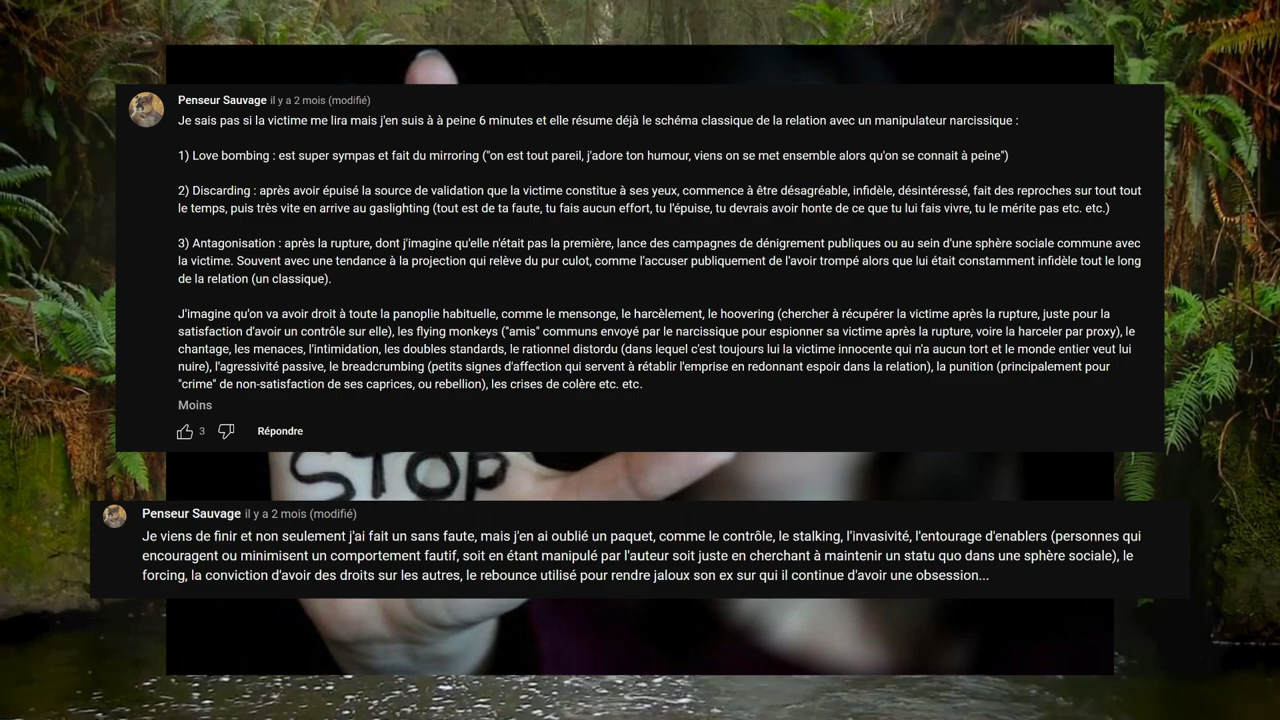 Penseur Sauvage il y a 2 mois (modifié)
Je sais pas si la victime me lira mais j'en suis à à peine 6 minutes et elle résume déjà le schéma classique de la relation avec un manipulateur narcissique :
1) Love bombing : est super sympas et fait du mirroring ("on est tout pareil, j'adore ton humour, viens on se met ensemble alors qu'on se connait à peine")
2) Discarding : après avoir épuisé la source de validation que la victime constitue à ses yeux, commence à être désagréable, infidèle, désintéressé, fait des reproches sur tout tout
le temps, puis très vite en arrive au gaslighting (tout est de ta faute, tu fais aucun effort, tu l'épuise, tu devrais avoir honte de ce que tu lui fais vivre, tu le mérite pas etc. etc.)
3) Antagonisation : après la rupture, dont j'imagine qu'elle n'était pas la première, lance des campagnes de dénigrement publiques ou au sein d'une sphère sociale commune avec
la victime. Souvent avec une tendance à la projection qui relève du pur culot, comme l'accuser publiquement de l'avoir trompé alors que lui était constamment infidèle tout le long
de la relation (un classique).
J'imagine qu'on va avoir droit à toute la panoplie habituelle, comme le mensonge, le harcèlement, le hoovering (chercher à récupérer la victime après la rupture, juste pour la
satisfaction d'avoir un contrôle sur elle), les flying monkeys ("amis" communs envoyé par le narcissique pour espionner sa victime après la rupture, voire la harceler par proxy), le
chantage, les menaces, l'intimidation, les doubles standards, le rationnel distordu (dans lequel c'est toujours lui la victime innocente qui n'a aucun tort et le monde entier veut lui
nuire), l'agressivité passive, le breadcrumbing (petits signes d'affection qui servent à rétablir l'emprise en redonnant espoir dans la relation), la punition (principalement pour
"crime" de non-satisfaction de ses caprices, ou rebellion), les crises de colère etc. etc.
Moins
3 Répondre
STOP
Penseur Sauvage il y a 2 mois (modifié)
Je viens de finir et non seulement j'ai fait un sans faute, mais j'en ai oublié un paquet, comme le contrôle, le stalking, l'invasivité, l'entourage d'enablers (personnes qui
encouragent ou minimisent un comportement fautif, soit en étant manipulé par l'auteur soit juste en cherchant à maintenir un statu quo dans une sphère sociale), le
forcing, la conviction d'avoir des droits sur les autres, le rebounce utilisé pour rendre jaloux son ex sur qui il continue d'avoir une obsession...